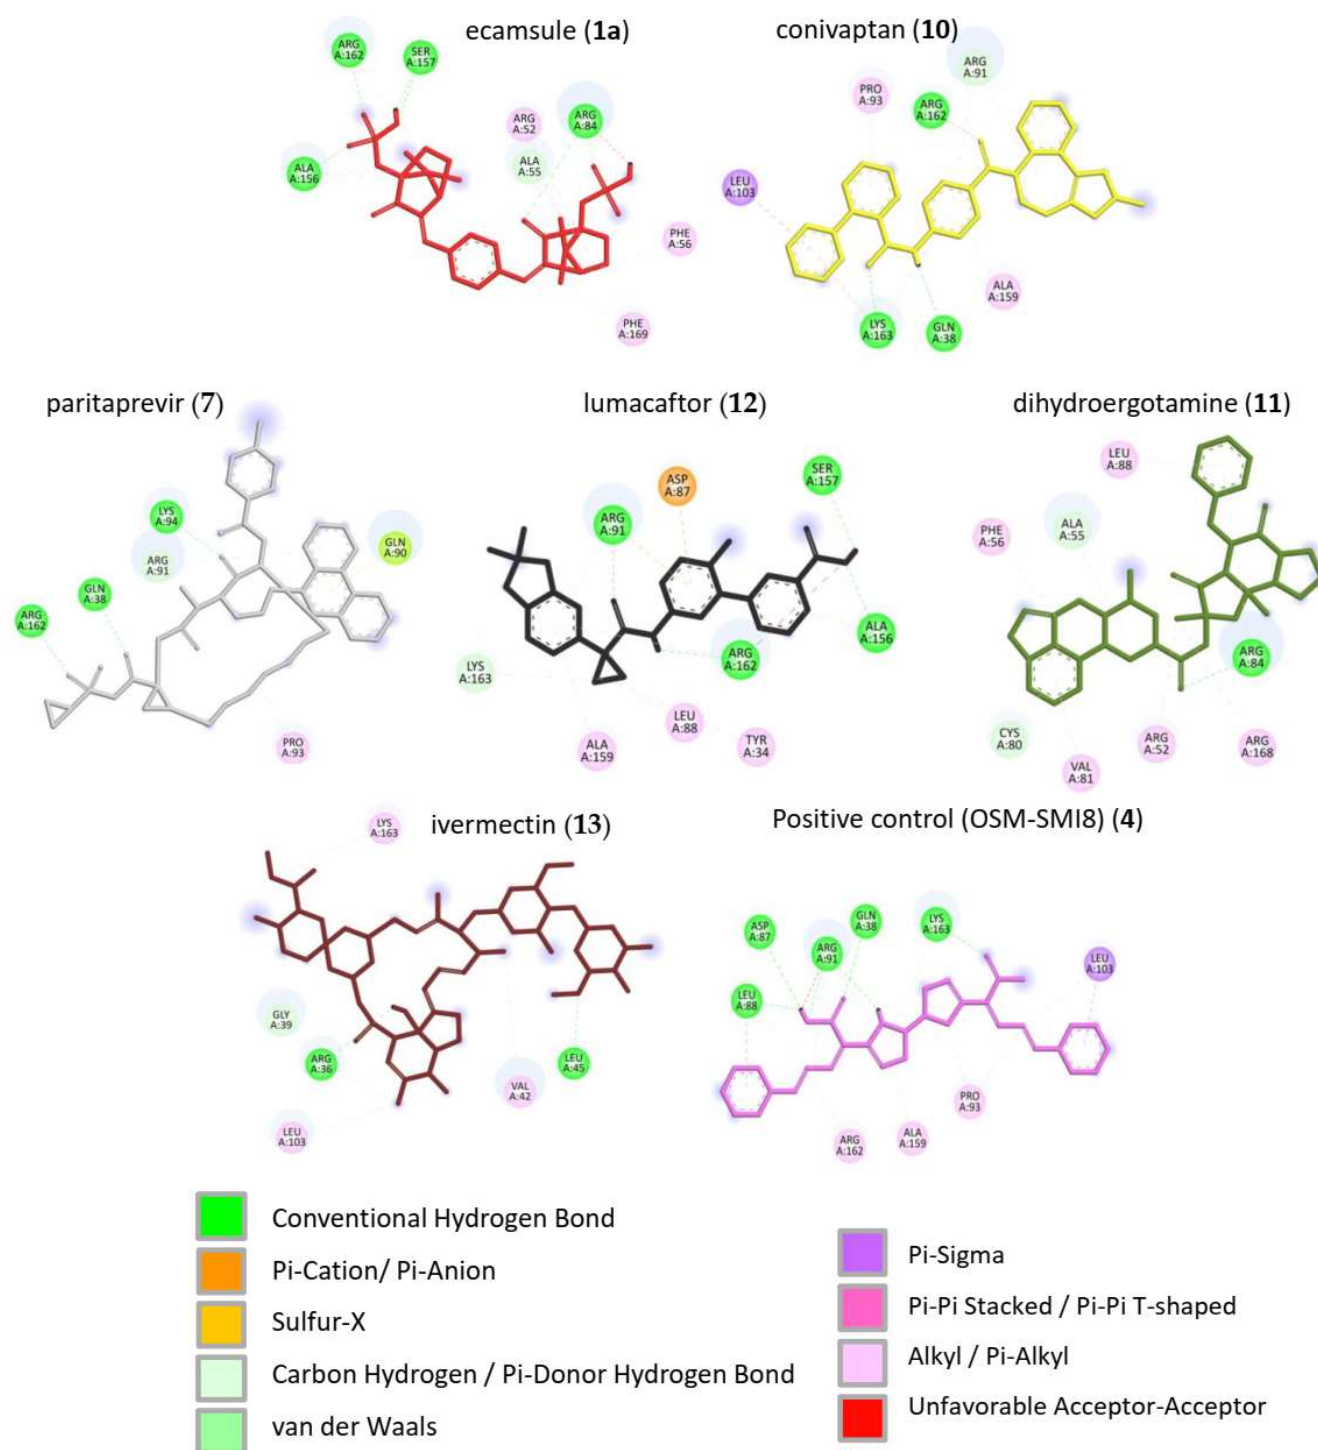 ecamsule (1a)
ARG
A:162
SER
A:157
ARG
A:52
ARG
A:84
ALA
A:55
ALA
A:156
PHE
A:56
PHE
A:169
conivaptan (10)
ARG
A:91
PRO
A:93
ARG
A:162
LEU
A:103
ALA
A:159
LYS
A:163
GLN
A:38
paritaprevir (7)
LYS
A:94
ARG
A:91
GLN
A:90
GLN
A:38
ARG
A:162
PRO
A:93
lumacaftor (12)
ASP
A:87
SER
A:157
ARG
A:91
ALA
A:156
ARG
A:162
LYS
A:163
LEU
A:88
ALA
A:159
TYR
A:34
dihydroergotamine (11)
LEU
A:88
ALA
A:55
PHE
A:56
ARG
A:84
CYS
A:80
VAL
A:81
ARG
A:52
ARG
A:168
ivermectin (13)
LYS
A:163
GLY
A:39
ARG
A:36
LEU
A:45
VAL
A:42
LEU
A:103
Positive control (OSM-SMI8) (4)
ASP
A:87
ARG
A:91
GLN
A:38
LYS
A:163
LEU
A:103
LEU
A:88
PRO
A:93
ARG
A:162
ALA
A:159
Conventional Hydrogen Bond
Pi-Cation/ Pi-Anion
Sulfur-X
Carbon Hydrogen / Pi-Donor Hydrogen Bond
van der Waals
Pi-Sigma
Pi-Pi Stacked / Pi-Pi T-shaped
Alkyl / Pi-Alkyl
Unfavorable Acceptor-Acceptor